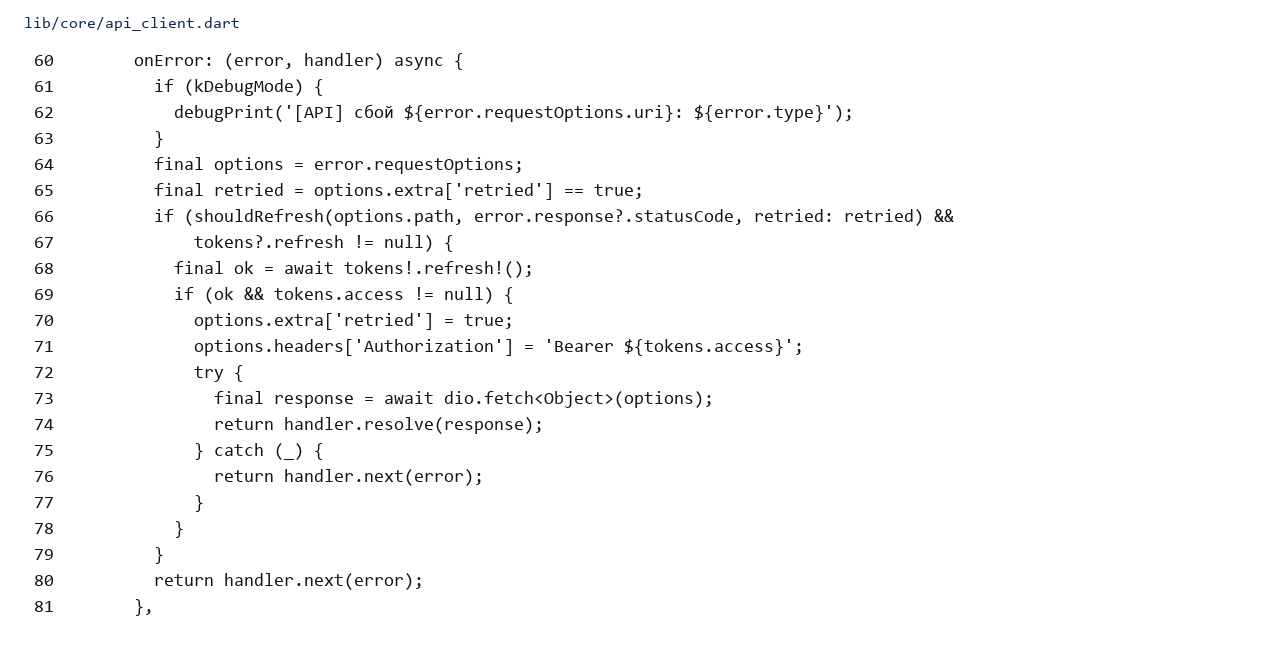 lib/core/api_client.dart
60 onError: (error, handler) async {
61 if (kDebugMode) {
62 debugPrint('[API] сбой ${error.requestOptions.uri}: ${error.type}');
63 }
64 final options = error.requestOptions;
65 final retried = options.extra['retried'] == true;
66 if (shouldRefresh(options.path, error.response?.statusCode, retried: retried) &&
67 tokens?.refresh != null) {
68 final ok = await tokens!.refresh!();
69 if (ok && tokens.access != null) {
70 options.extra['retried'] = true;
71 options.headers['Authorization'] = 'Bearer ${tokens.access}';
72 try {
73 final response = await dio.fetch<Object>(options);
74 return handler.resolve(response);
75 } catch (_) {
76 return handler.next(error);
77 }
78 }
79 }
80 return handler.next(error);
81 },